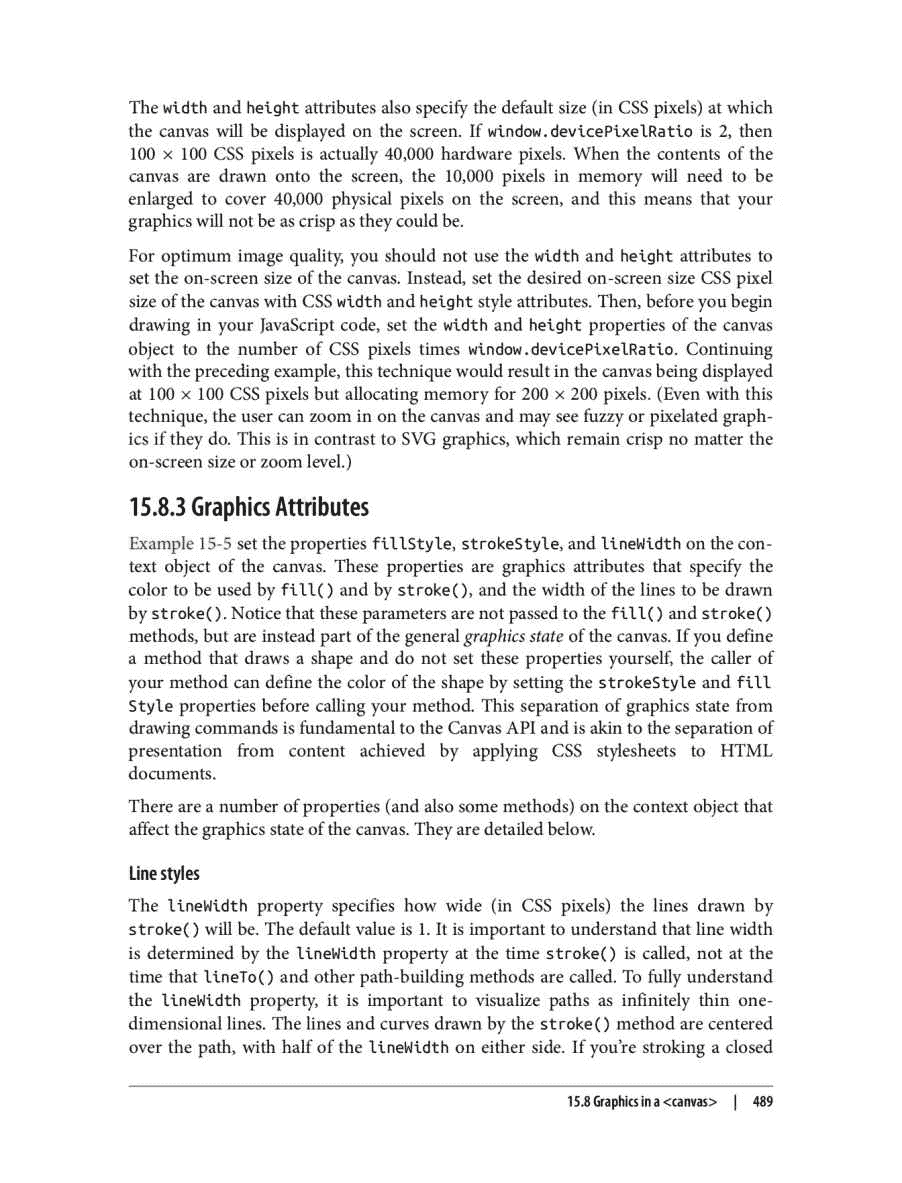 The width and height attributes also specify the default size (in CSS pixels) at which
the canvas will be displayed on the screen. If window.devicePixelRatio is 2, then
100 × 100 CSS pixels is actually 40,000 hardware pixels. When the contents of the
canvas are drawn onto the screen, the 10,000 pixels in memory will need to be
enlarged to cover 40,000 physical pixels on the screen, and this means that your
graphics will not be as crisp as they could be.
For optimum image quality, you should not use the width and height attributes to
set the on-screen size of the canvas. Instead, set the desired on-screen size CSS pixel
size of the canvas with CSS width and height style attributes. Then, before you begin
drawing in your JavaScript code, set the width and height properties of the canvas
object to the number of CSS pixels times window.devicePixelRatio. Continuing
with the preceding example, this technique would result in the canvas being displayed
at 100 × 100 CSS pixels but allocating memory for 200 × 200 pixels. (Even with this
technique, the user can zoom in on the canvas and may see fuzzy or pixelated graph-
ics if they do. This is in contrast to SVG graphics, which remain crisp no matter the
on-screen size or zoom level.)
15.8.3 Graphics Attributes
Example 15-5 set the properties fillStyle, strokeStyle, and lineWidth on the con-
text object of the canvas. These properties are graphics attributes that specify the
color to be used by fill() and by stroke(), and the width of the lines to be drawn
by stroke(). Notice that these parameters are not passed to the fill() and stroke()
methods, but are instead part of the general graphics state of the canvas. If you define
a method that draws a shape and do not set these properties yourself, the caller of
your method can define the color of the shape by setting the strokeStyle and fill
Style properties before calling your method. This separation of graphics state from
drawing commands is fundamental to the Canvas API and is akin to the separation of
presentation from content achieved by applying CSS stylesheets to HTML
documents.
There are a number of properties (and also some methods) on the context object that
affect the graphics state of the canvas. They are detailed below.
Line styles
The lineWidth property specifies how wide (in CSS pixels) the lines drawn by
stroke() will be. The default value is 1. It is important to understand that line width
is determined by the lineWidth property at the time stroke() is called, not at the
time that lineTo() and other path-building methods are called. To fully understand
the lineWidth property, it is important to visualize paths as infinitely thin one-
dimensional lines. The lines and curves drawn by the stroke() method are centered
over the path, with half of the lineWidth on either side. If you’re stroking a closed
15.8 Graphics in a <canvas> | 489